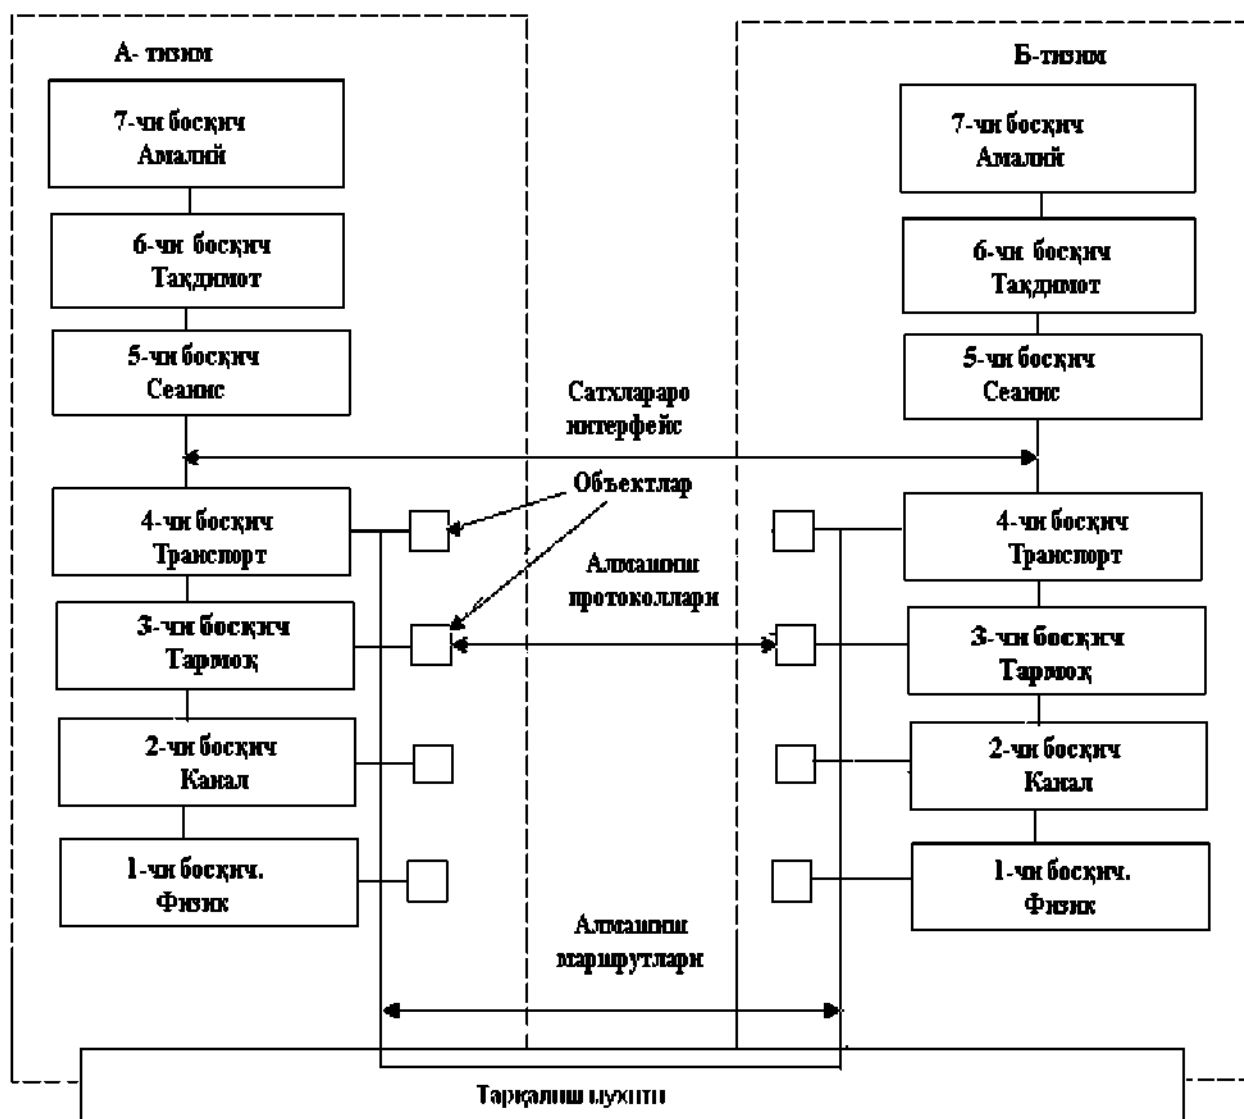 А- тизим
7-чи босқич
Амалий
6-чи босқич
Тақдимот
5-чи босқич
Сеанис
4-чи босқич
Транспорт
3-чи босқич
Тармоқ
2-чи босқич
Канал
1-чи босқич.
Физик
Сатхлараро
интерфейс
Объектлар
Алмашиш
протоколлари
Алмашиш
маршрутлари
Б-тизим
7-чи босқич
Амалий
6-чи босқич
Тақдимот
5-чи босқич
Сеанис
4-чи босқич
Транспорт
3-чи босқич
Тармоқ
2-чи босқич
Канал
1-чи босқич.
Физик
Тарқалиш мухити